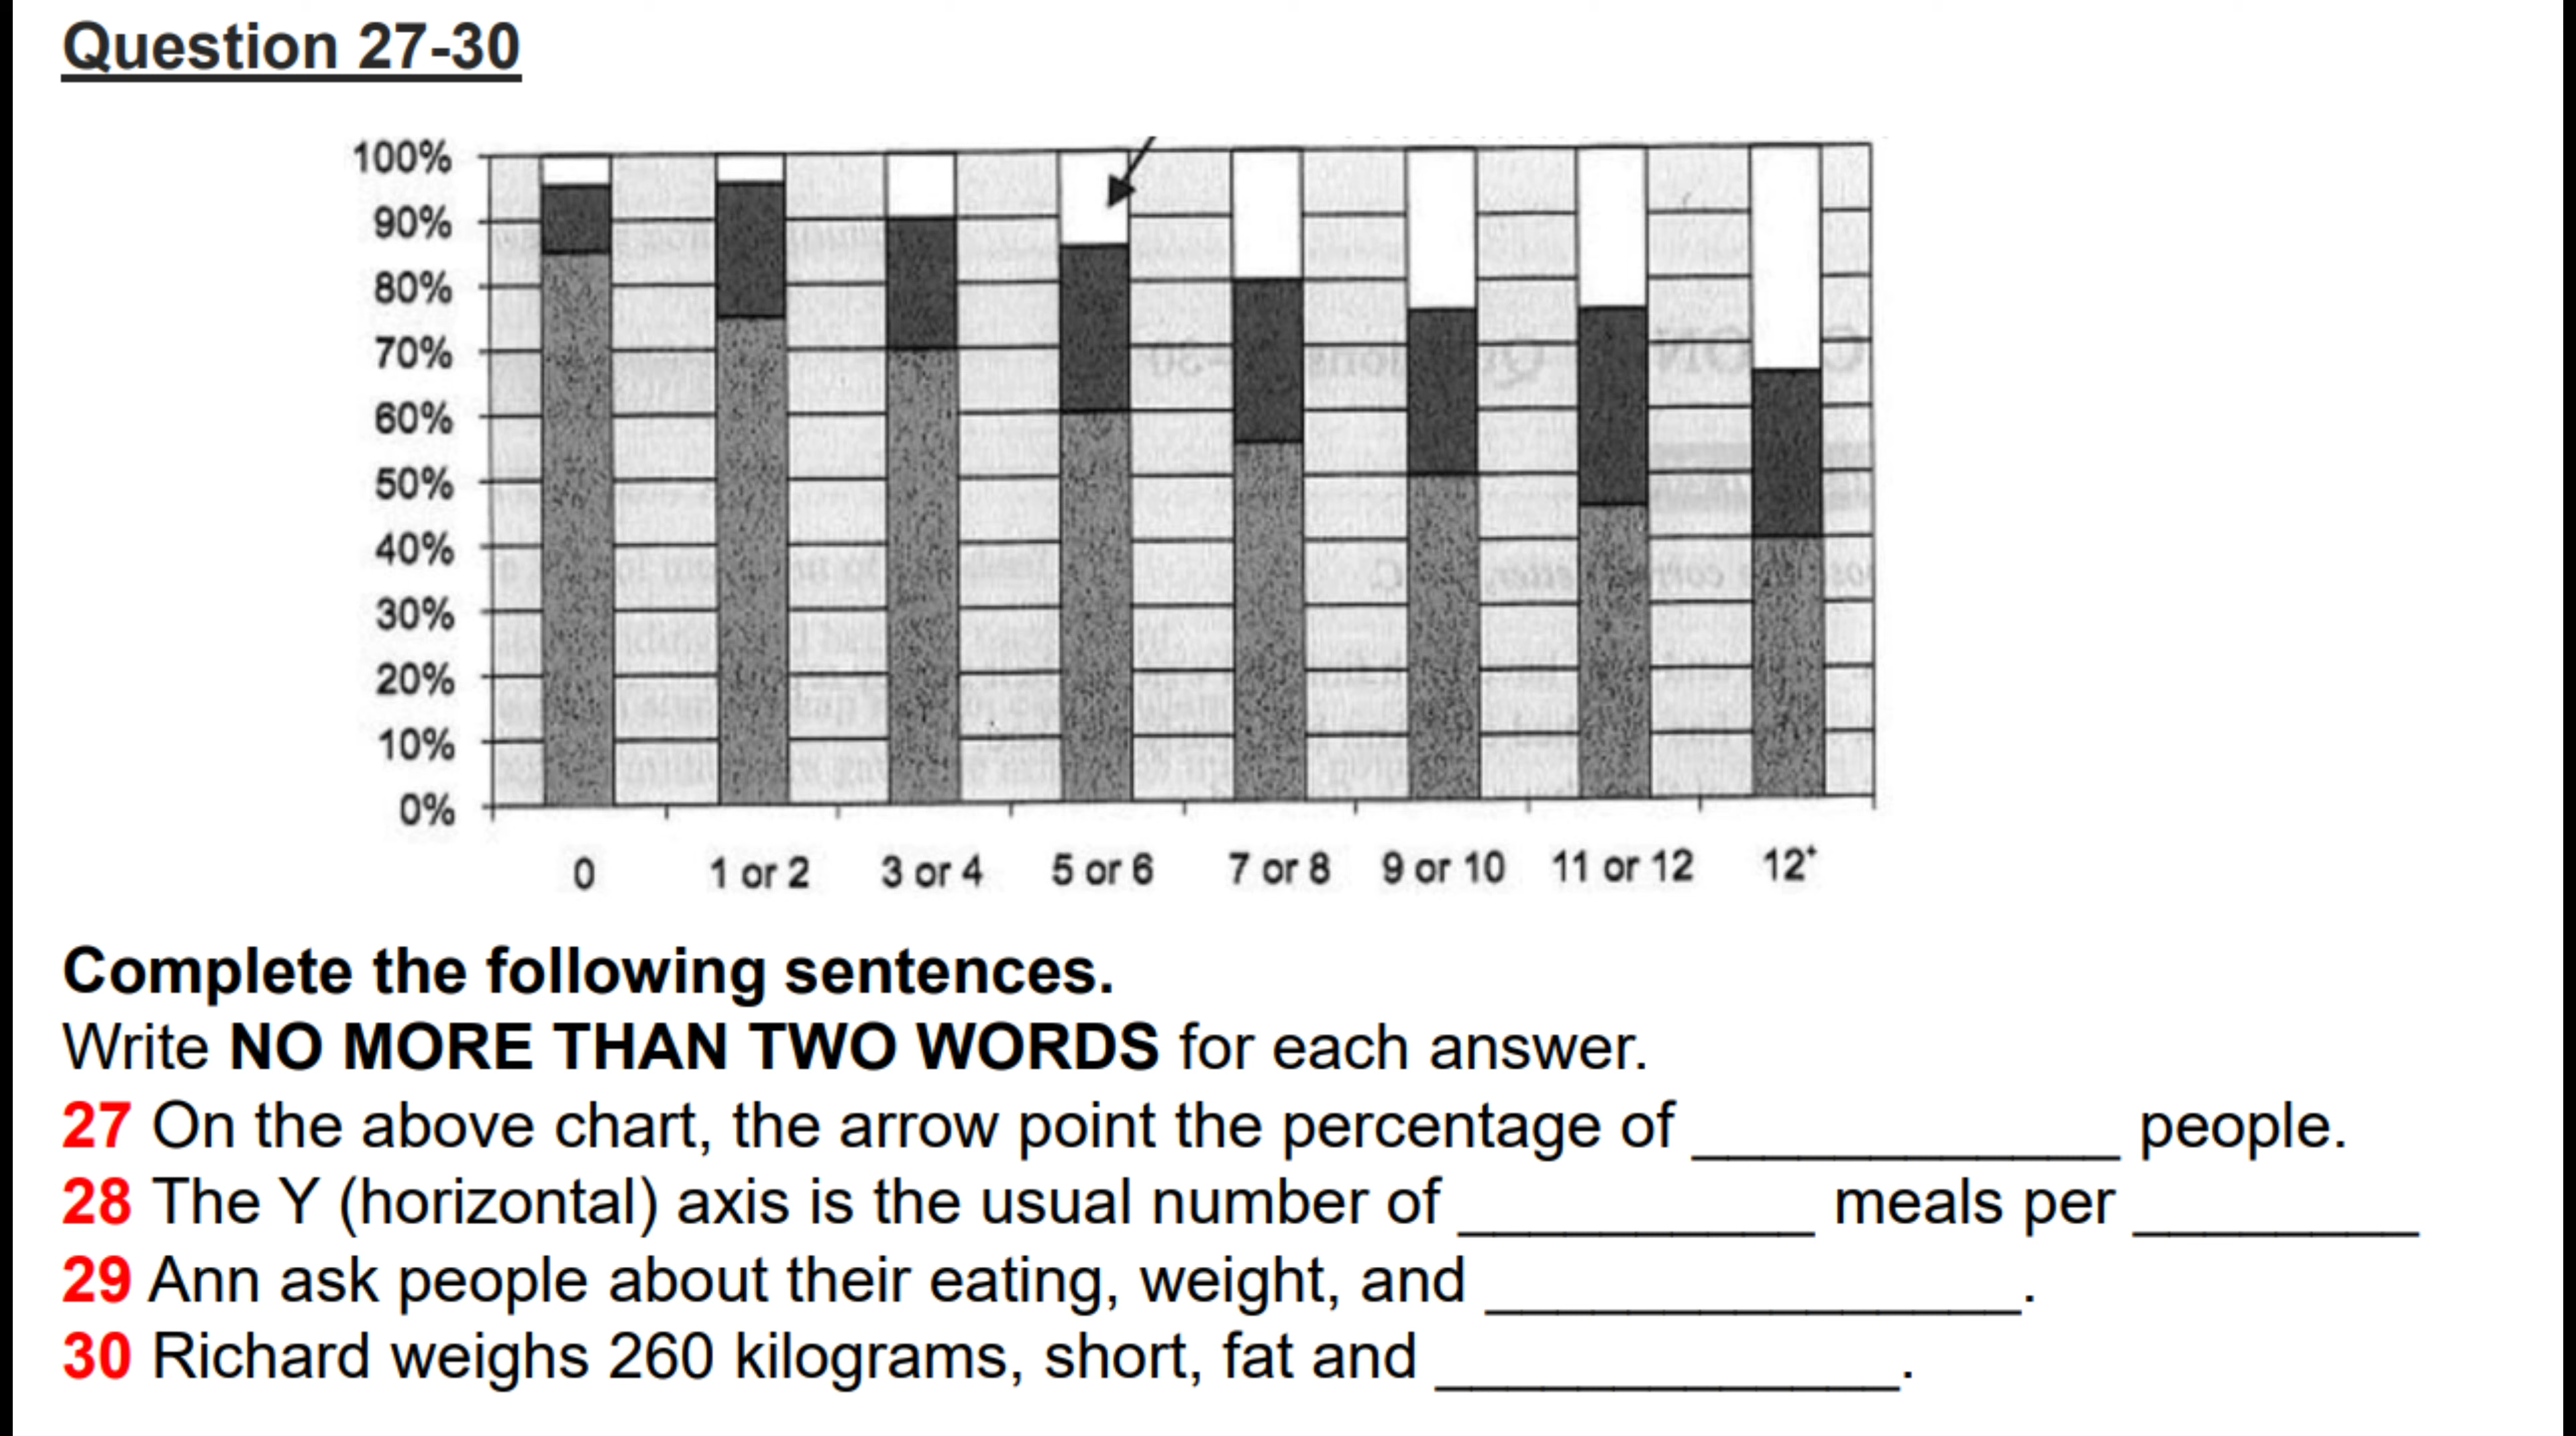 Question 27-30
100%
90%
80%
70%
60%
50%
40%
30%
20%
10%
0%
0 1 or 2 3 or 4 5 or 6 7 or 8 9 or 10 11 or 12 12+
Complete the following sentences.
Write NO MORE THAN TWO WORDS for each answer.
27 On the above chart, the arrow point the percentage of ____________ people.
28 The Y (horizontal) axis is the usual number of __________ meals per ________
29 Ann ask people about their eating, weight, and _______________.
30 Richard weighs 260 kilograms, short, fat and _____________.